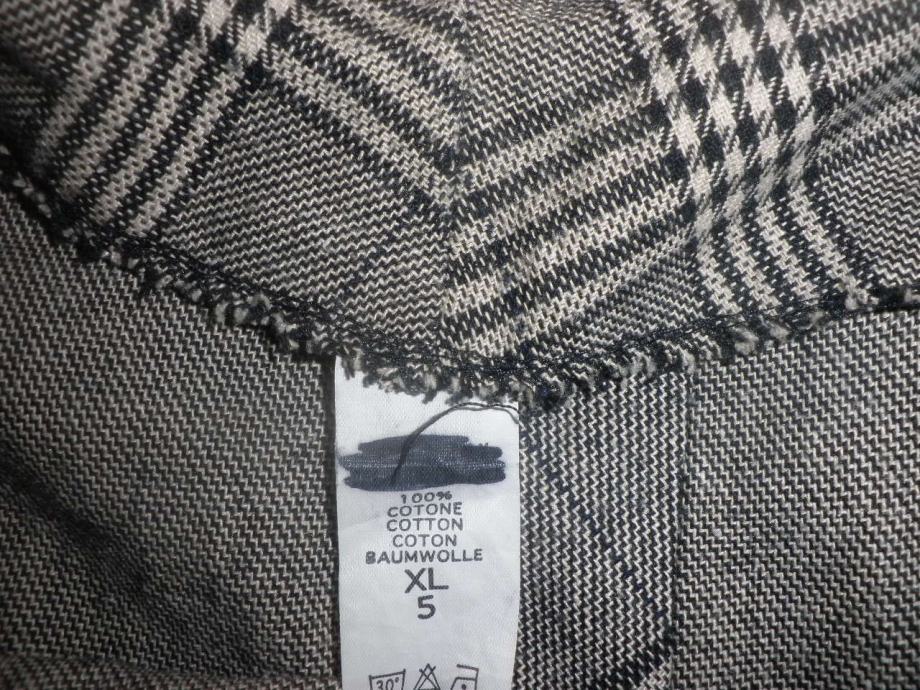 100%
COTONE
COTTON
COTON
BAUMWOLLE
XL
5
30°